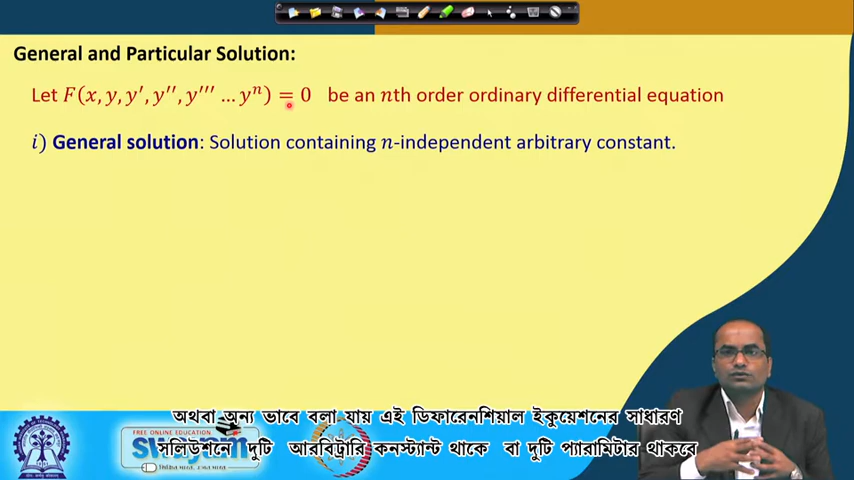 General and Particular Solution:
Let F(x, y, y′, y′′, y′′′ … yⁿ) = 0 be an nth order ordinary differential equation
i) General solution: Solution containing n-independent arbitrary constant.
অথবা অন্য ভাবে বলা যায় এই ডিফারেনশিয়াল ইকুয়েশনের সাধারণ
সলিউশনে দুটি আরবিট্রারি কনস্ট্যান্ট থাকে বা দুটি প্যারামিটার থাকবে
FREE ONLINE EDUCATION
swayam